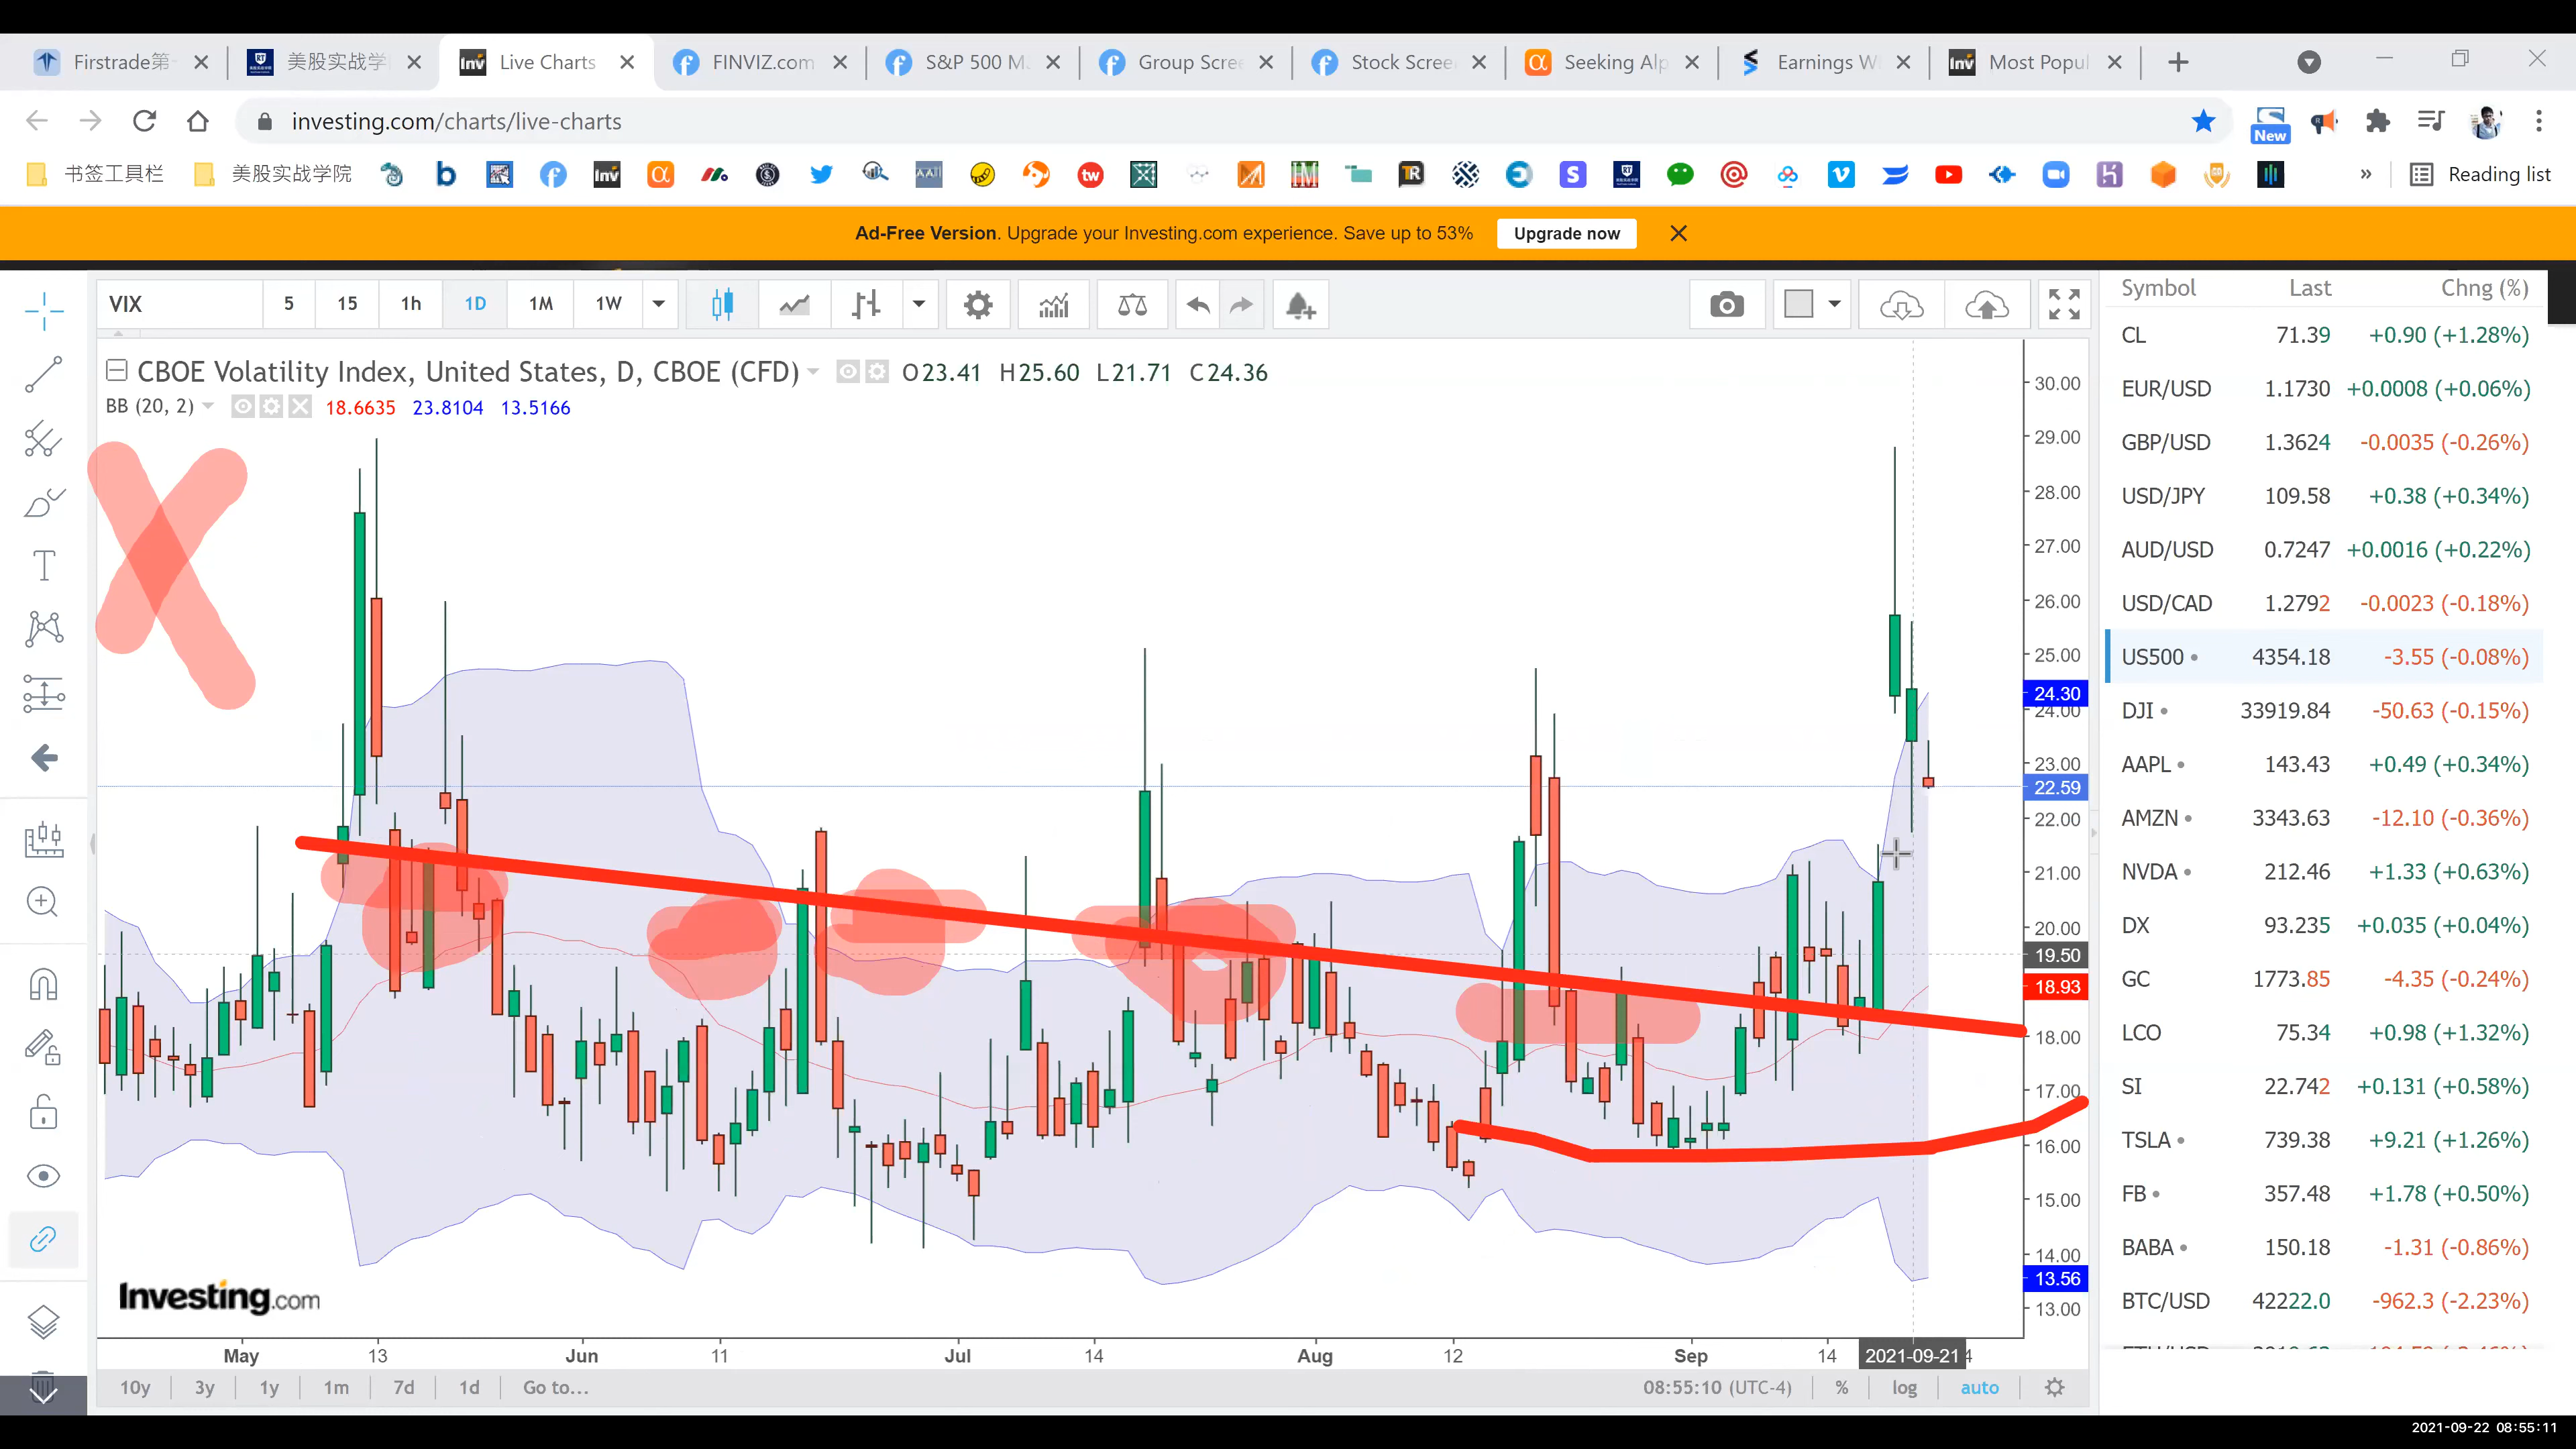 Firstrade第一 美股实战学 Live Charts FINVIZ.com S&P 500 M Group Scree Stock Scree Seeking Alp Earnings W Most Popul
investing.com/charts/live-charts
New
书签工具栏 美股实战学院 Reading list
Ad-Free Version. Upgrade your Investing.com experience. Save up to 53% Upgrade now
VIX 5 15 1h 1D 1M 1W
CBOE Volatility Index, United States, D, CBOE (CFD) O23.41 H25.60 L21.71 C24.36
BB (20, 2) 18.6635 23.8104 13.5166
30.00
29.00
28.00
27.00
26.00
25.00
24.30
24.00
23.00
22.59
22.00
21.00
20.00
19.50
18.93
18.00
17.00
16.00
15.00
14.00
13.56
13.00
Investing.com
May 13 Jun 11 Jul 14 Aug 12 Sep 14 2021-09-21
10y 3y 1y 1m 7d 1d Go to... 08:55:10 (UTC-4) % log auto
Symbol Last Chng (%)
CL 71.39 +0.90 (+1.28%)
EUR/USD 1.1730 +0.0008 (+0.06%)
GBP/USD 1.3624 -0.0035 (-0.26%)
USD/JPY 109.58 +0.38 (+0.34%)
AUD/USD 0.7247 +0.0016 (+0.22%)
USD/CAD 1.2792 -0.0023 (-0.18%)
US500 4354.18 -3.55 (-0.08%)
DJI 33919.84 -50.63 (-0.15%)
AAPL 143.43 +0.49 (+0.34%)
AMZN 3343.63 -12.10 (-0.36%)
NVDA 212.46 +1.33 (+0.63%)
DX 93.235 +0.035 (+0.04%)
GC 1773.85 -4.35 (-0.24%)
LCO 75.34 +0.98 (+1.32%)
SI 22.742 +0.131 (+0.58%)
TSLA 739.38 +9.21 (+1.26%)
FB 357.48 +1.78 (+0.50%)
BABA 150.18 -1.31 (-0.86%)
BTC/USD 42222.0 -962.3 (-2.23%)
2021-09-22 08:55:11